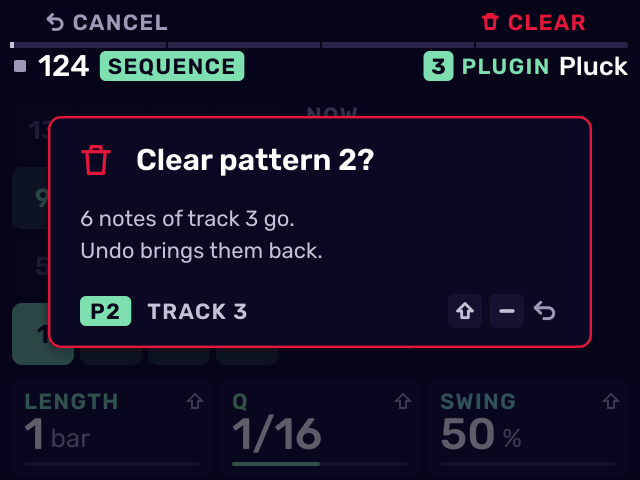 CANCEL
CLEAR
124 SEQUENCE
3 PLUGIN Pluck
NOW
Clear pattern 2?
6 notes of track 3 go.
Undo brings them back.
P2 TRACK 3
LENGTH
Q
SWING
1 bar
1/16
50 %